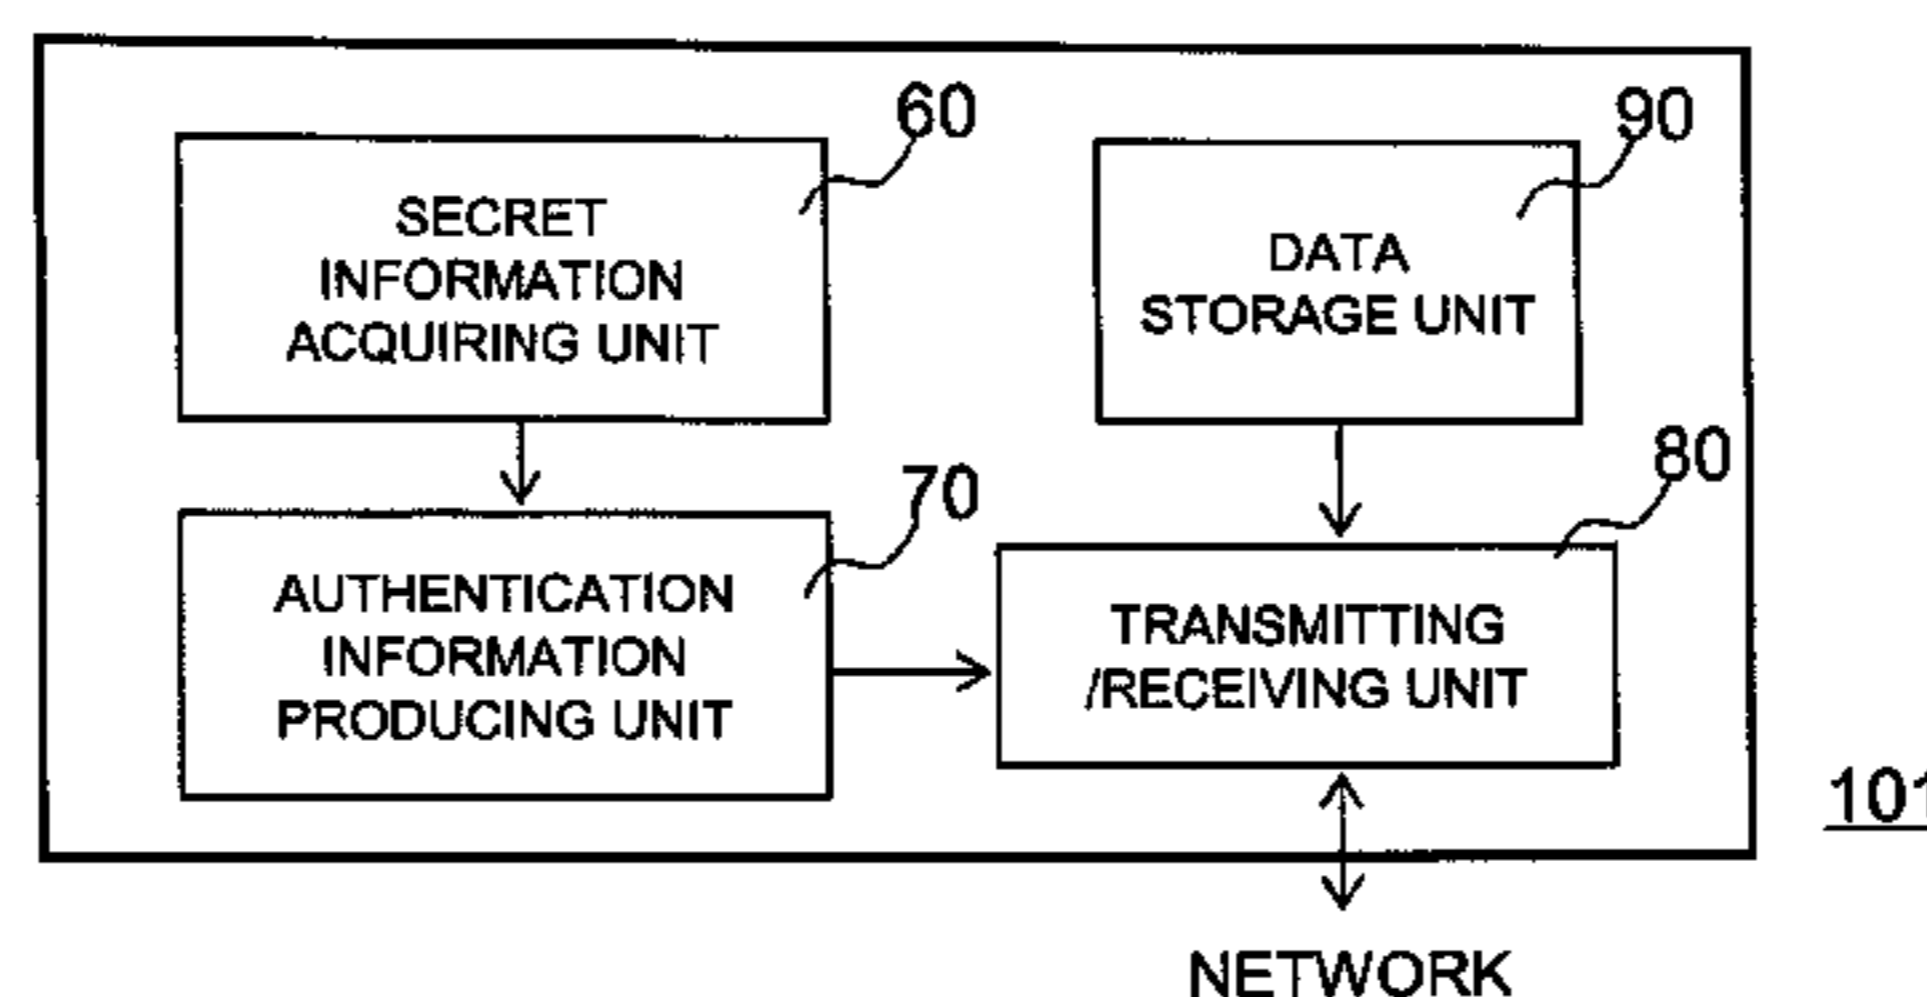 60
SECRET
INFORMATION
ACQUIRING UNIT
90
DATA
STORAGE UNIT
70
AUTHENTICATION
INFORMATION
PRODUCING UNIT
80
TRANSMITTING
/RECEIVING UNIT
101
NETWORK